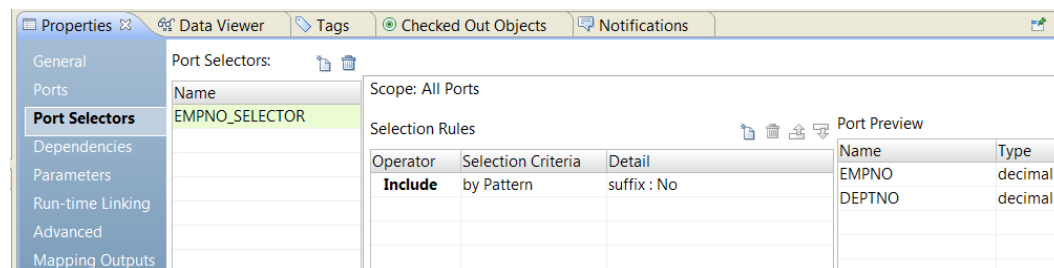 Properties Data Viewer Tags Checked Out Objects Notifications
General
Ports
Port Selectors
Dependencies
Parameters
Run-time Linking
Advanced
Mapping Outputs
Port Selectors:
Name
EMPNO_SELECTOR
Scope: All Ports
Selection Rules
Operator Selection Criteria Detail
Include by Pattern suffix : No
Port Preview
Name Type
EMPNO decimal
DEPTNO decimal